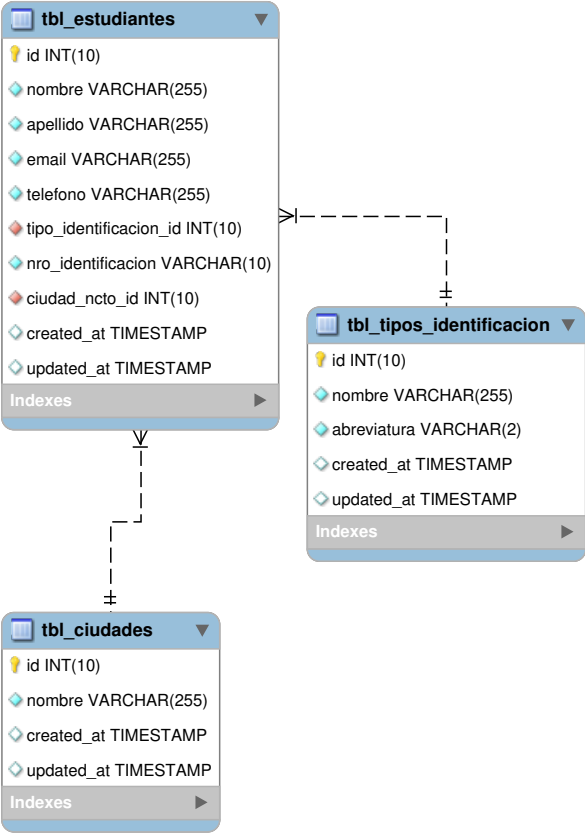 tbl_estudiantes
id INT(10)
nombre VARCHAR(255)
apellido VARCHAR(255)
email VARCHAR(255)
telefono VARCHAR(255)
tipo_identificacion_id INT(10)
nro_identificacion VARCHAR(10)
ciudad_ncto_id INT(10)
created_at TIMESTAMP
updated_at TIMESTAMP
Indexes
tbl_tipos_identificacion
id INT(10)
nombre VARCHAR(255)
abreviatura VARCHAR(2)
created_at TIMESTAMP
updated_at TIMESTAMP
Indexes
tbl_ciudades
id INT(10)
nombre VARCHAR(255)
created_at TIMESTAMP
updated_at TIMESTAMP
Indexes